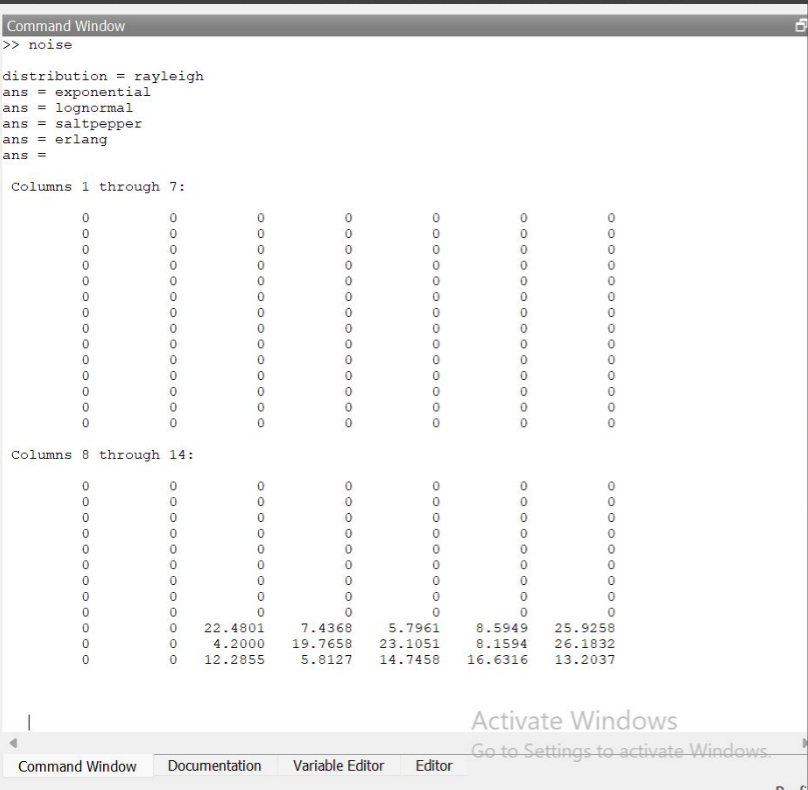 Command Window
>> noise
distribution = rayleigh
ans = exponential
ans = lognormal
ans = saltpepper
ans = erlang
ans =
Columns 1 through 7:
0 0 0 0 0 0 0
0 0 0 0 0 0 0
0 0 0 0 0 0 0
0 0 0 0 0 0 0
0 0 0 0 0 0 0
0 0 0 0 0 0 0
0 0 0 0 0 0 0
0 0 0 0 0 0 0
0 0 0 0 0 0 0
0 0 0 0 0 0 0
0 0 0 0 0 0 0
0 0 0 0 0 0 0
0 0 0 0 0 0 0
0 0 0 0 0 0 0
Columns 8 through 14:
0 0 0 0 0 0 0
0 0 0 0 0 0 0
0 0 0 0 0 0 0
0 0 0 0 0 0 0
0 0 0 0 0 0 0
0 0 0 0 0 0 0
0 0 0 0 0 0 0
0 0 0 0 0 0 0
0 0 0 0 0 0 0
0 0 22.4801 7.4368 5.7961 8.5949 25.9258
0 0 4.2000 19.7658 23.1051 8.1594 26.1832
0 0 12.2855 5.8127 14.7458 16.6316 13.2037
Activate Windows
Go to Settings to activate Windows.
Command Window Documentation Variable Editor Editor